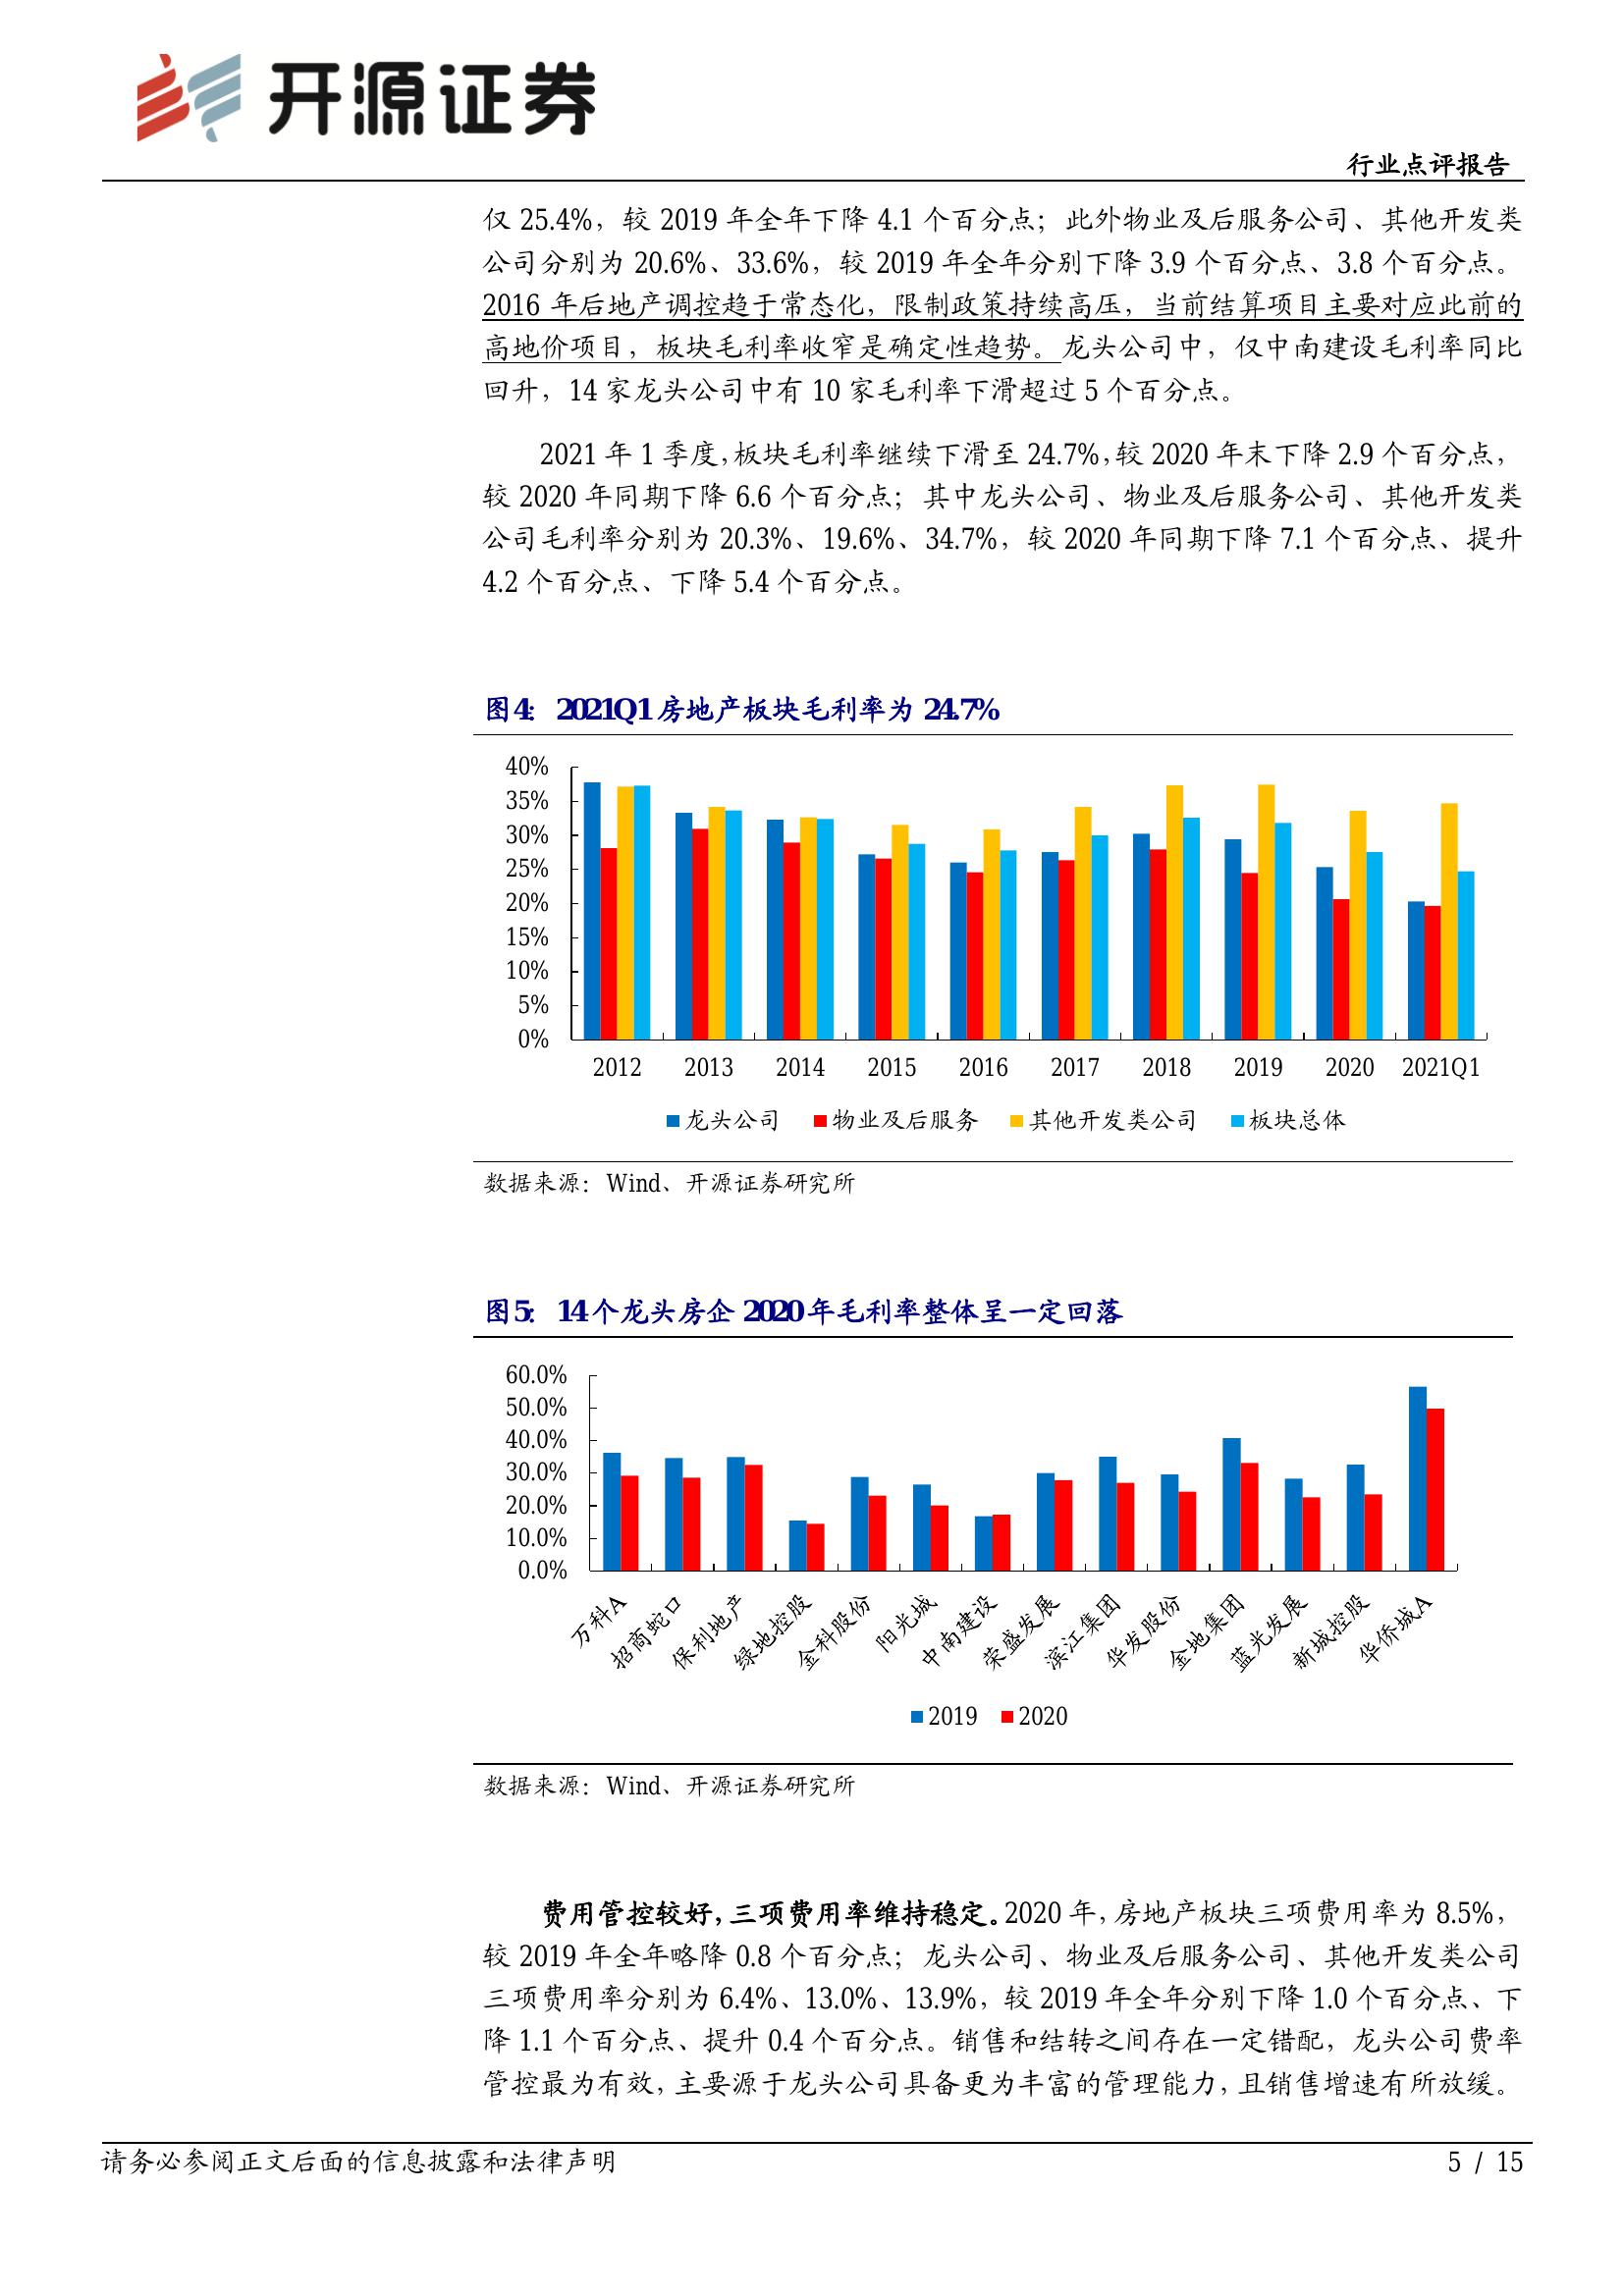 开源证券
行业点评报告
仅 25.4%，较 2019 年全年下降 4.1 个百分点；此外物业及后服务公司、其他开发类
公司分别为 20.6%、33.6%，较 2019 年全年分别下降 3.9 个百分点、3.8 个百分点。
2016 年后地产调控趋于常态化，限制政策持续高压，当前结算项目主要对应此前的
高地价项目，板块毛利率收窄是确定性趋势。龙头公司中，仅中南建设毛利率同比
回升，14 家龙头公司中有 10 家毛利率下滑超过 5 个百分点。
2021 年 1 季度，板块毛利率继续下滑至 24.7%，较 2020 年末下降 2.9 个百分点，
较 2020 年同期下降 6.6 个百分点；其中龙头公司、物业及后服务公司、其他开发类
公司毛利率分别为 20.3%、19.6%、34.7%，较 2020 年同期下降 7.1 个百分点、提升
4.2 个百分点、下降 5.4 个百分点。
图4： 2021Q1 房地产板块毛利率为 24.7%
40%
35%
30%
25%
20%
15%
10%
5%
0%
2012 2013 2014 2015 2016 2017 2018 2019 2020 2021Q1
龙头公司 物业及后服务 其他开发类公司 板块总体
数据来源：Wind、开源证券研究所
图5： 14 个龙头房企 2020 年毛利率整体呈一定回落
60.0%
50.0%
40.0%
30.0%
20.0%
10.0%
0.0%
万科A 招商蛇口 保利地产 绿地控股 金科股份 阳光城 中南建设 荣盛发展 滨江集团 华发股份 金地集团 蓝光发展 新城控股 华侨城A
2019 2020
数据来源：Wind、开源证券研究所
费用管控较好，三项费用率维持稳定。2020 年，房地产板块三项费用率为 8.5%，
较 2019 年全年略降 0.8 个百分点；龙头公司、物业及后服务公司、其他开发类公司
三项费用率分别为 6.4%、13.0%、13.9%，较 2019 年全年分别下降 1.0 个百分点、下
降 1.1 个百分点、提升 0.4 个百分点。销售和结转之间存在一定错配，龙头公司费率
管控最为有效，主要源于龙头公司具备更为丰富的管理能力，且销售增速有所放缓。
请务必参阅正文后面的信息披露和法律声明
5 / 15